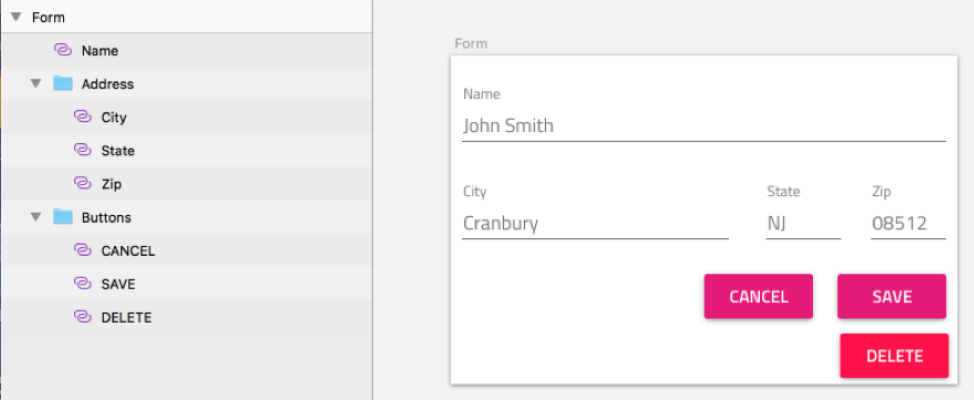 Form
Name
Address
City
State
Zip
Buttons
CANCEL
SAVE
DELETE
Form
Name
John Smith
City State Zip
Cranbury NJ 08512
CANCEL SAVE
DELETE